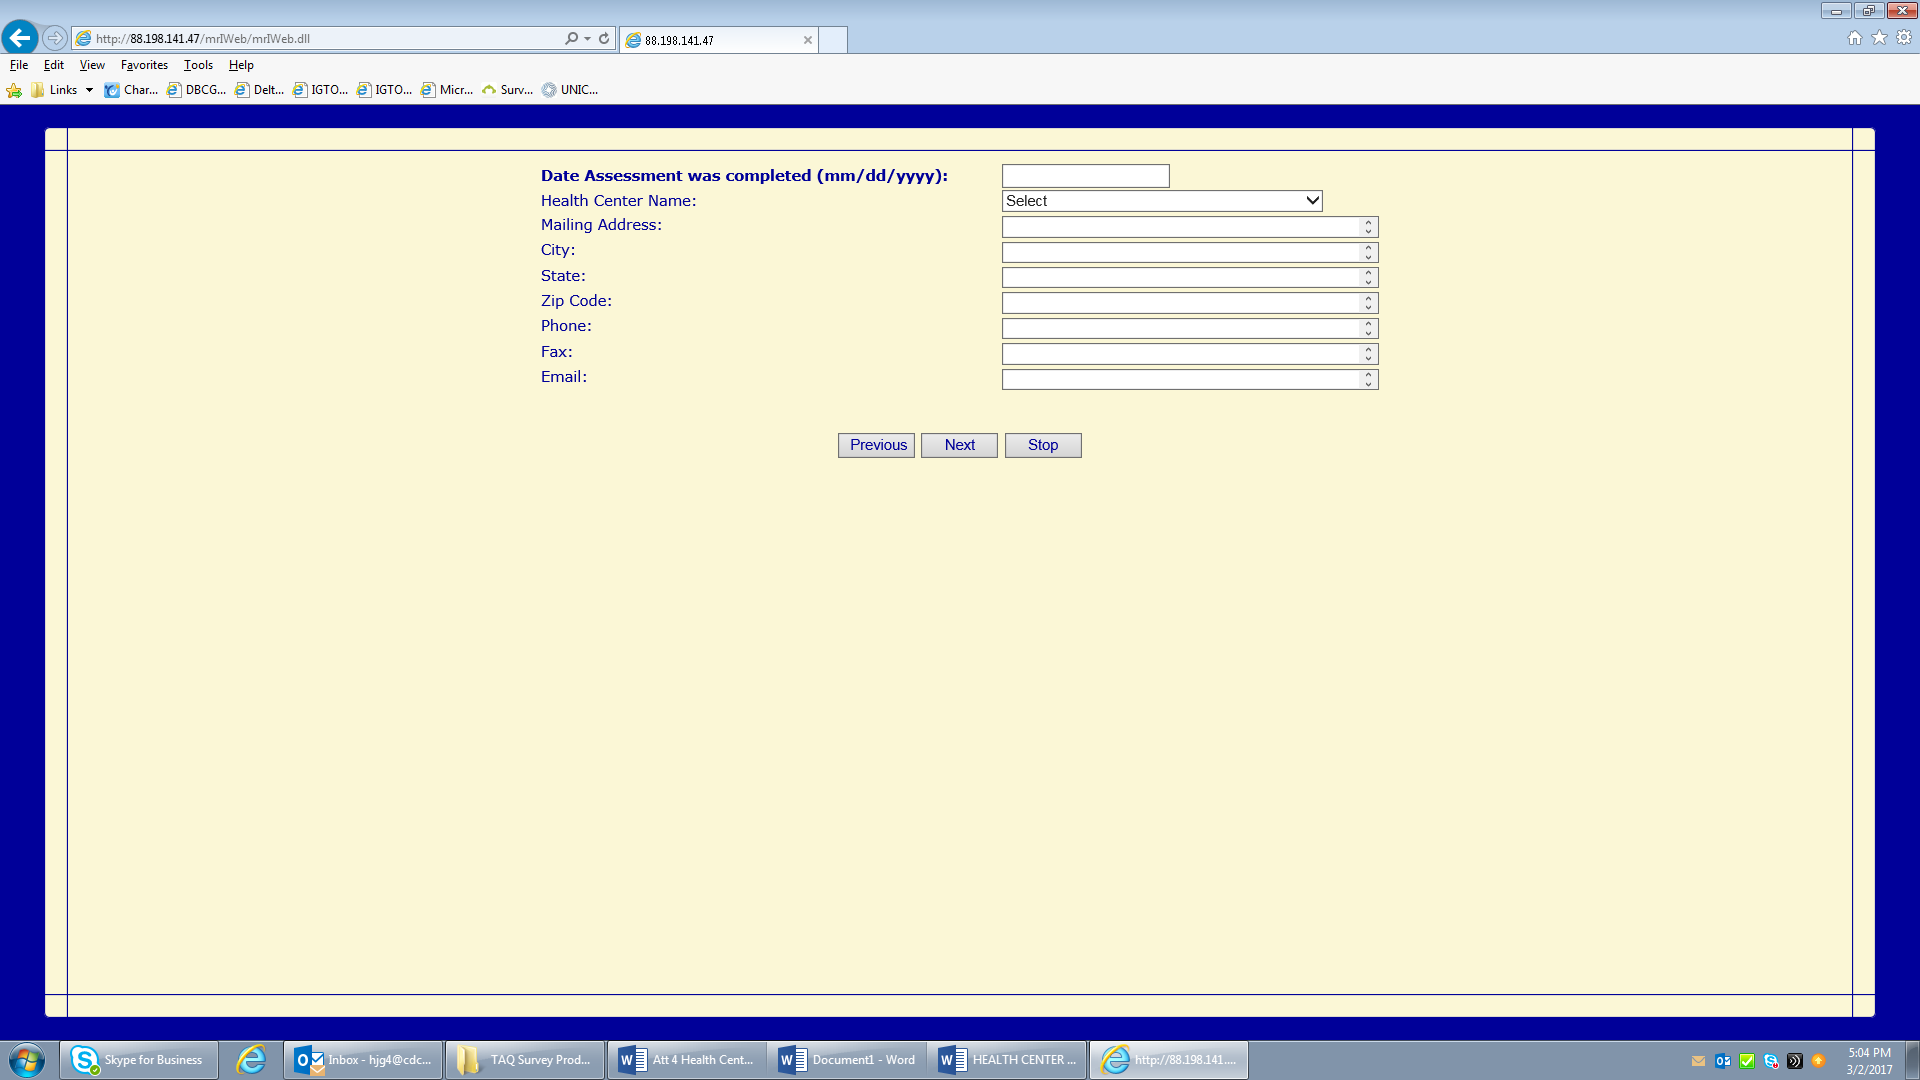 http://88.198.141.47/mrIWeb/mrIWeb.dll
88.198.141.47
File Edit View Favorites Tools Help
Links Char... DBCG... Delt... IGTO... IGTO... Micr... Surv... UNIC...
Date Assessment was completed (mm/dd/yyyy):
Health Center Name: Select
Mailing Address:
City:
State:
Zip Code:
Phone:
Fax:
Email:
Previous Next Stop
Skype for Business Inbox - hjg4@cdc... TAQ Survey Prod... Att 4 Health Cent... Document1 - Word HEALTH CENTER ... http://88.198.141....
5:04 PM
3/2/2017